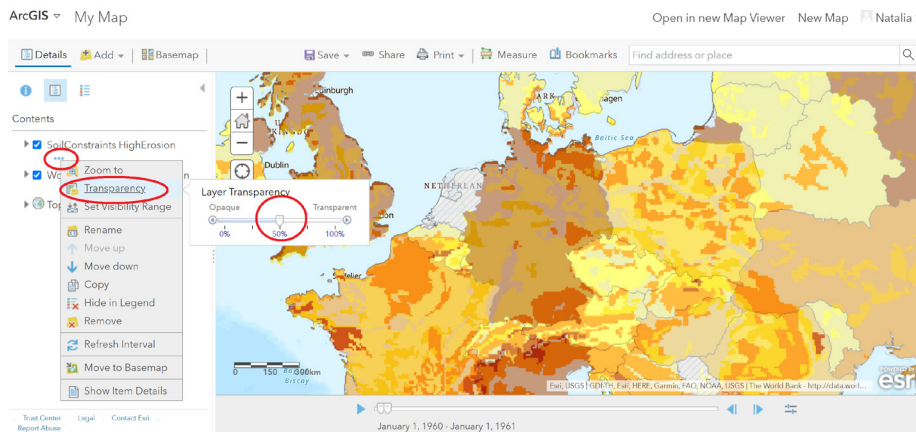 ArcGIS My Map
Open in new Map Viewer New Map Natalia
Details Add Basemap Save Share Print Measure Bookmarks Find address or place
Contents
SoilConstraints HighErosion
Zoom to
Transparency
Set Visibility Range
Rename
Move up
Move down
Copy
Hide in Legend
Remove
Refresh Interval
Move to Basemap
Show Item Details
Layer Transparency
Opaque Transparent
0% 50% 100%
Dublin
Baltic Sea
0 150 300km
Esri, USGS | GDI-TH, Esri, HERE, Garmin, FAO, NOAA, USGS | The World Bank - http://data.worl...
POWERED BY
esri
Trust Center Legal Contact Esri
Report Abuse
January 1, 1960 - January 1, 1961